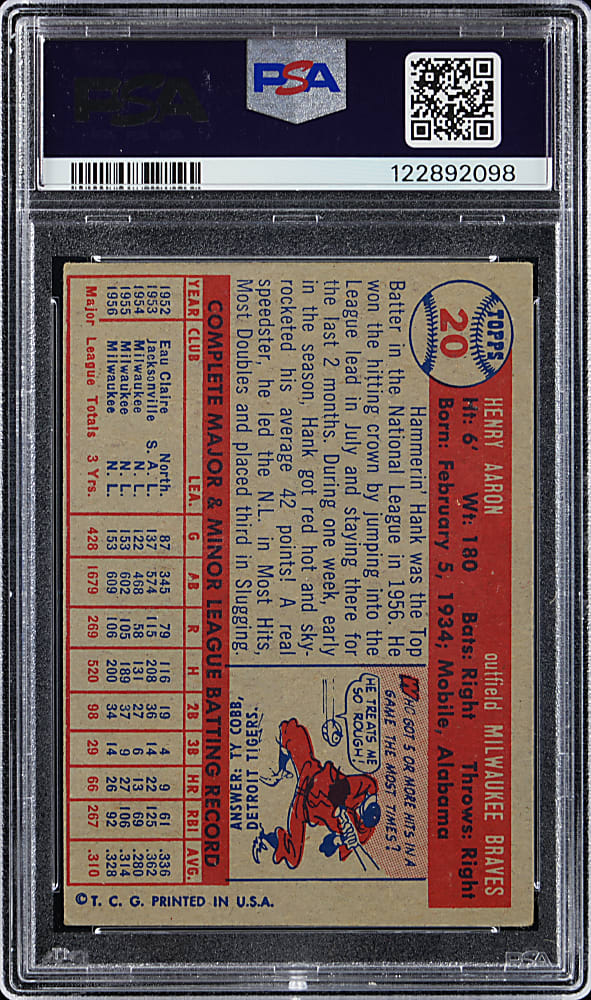 PSA
PSA
122892098
TOPPS
20
HENRY AARON outfield MILWAUKEE BRAVES
Ht: 6' Wt: 180 Bats: Right Throws: Right
Born: February 5, 1934; Mobile, Alabama
Hammerin' Hank was the Top
Batter in the National League in 1956. He
won the hitting crown by jumping into the
League lead in July and staying there for
the last 2 months. During one week, early
in the season, Hank got red hot and sky-
rocketed his average 42 points! A real
speedster, he led the N.L. in Most Hits,
Most Doubles and placed third in Slugging.
WHO GOT 5 OR MORE HITS IN A
GAME THE MOST TIMES?
HE TREATS ME
SO ROUGH!
ANSWER: TY COBB,
DETROIT TIGERS
COMPLETE MAJOR & MINOR LEAGUE BATTING RECORD
YEAR CLUB LEA. G AB R H 2B 3B HR RBI AVG.
1952 Eau Claire North. 87 345 79 116 19 4 9 61 .336
1953 Jacksonville S. A. L. 137 574 115 208 36 14 22 125 .362
1954 Milwaukee N. L. 122 468 58 131 27 6 13 69 .280
1955 Milwaukee N. L. 153 602 105 189 37 9 27 106 .314
1956 Milwaukee N. L. 153 609 106 200 34 14 26 92 .328
Major League Totals 3 Yrs. 428 1679 269 520 98 29 66 267 .310
© T. C. G. PRINTED IN U.S.A.
TM
PSA